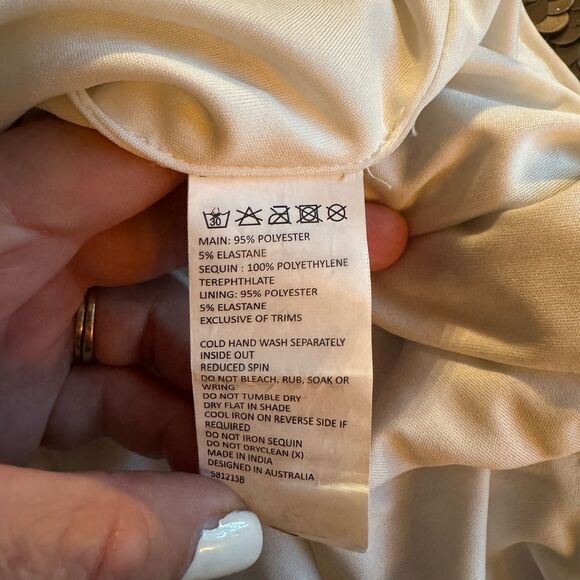 30
MAIN: 95% POLYESTER
5% ELASTANE
SEQUIN : 100% POLYETHYLENE
TEREPHTHLATE
LINING: 95% POLYESTER
5% ELASTANE
EXCLUSIVE OF TRIMS
COLD HAND WASH SEPARATELY
INSIDE OUT
REDUCED SPIN
DO NOT BLEACH, RUB, SOAK OR
WRING
DO NOT TUMBLE DRY
DRY FLAT IN SHADE
COOL IRON ON REVERSE SIDE IF
REQUIRED
DO NOT IRON SEQUIN
DO NOT DRYCLEAN (X)
MADE IN INDIA
DESIGNED IN AUSTRALIA
581215B